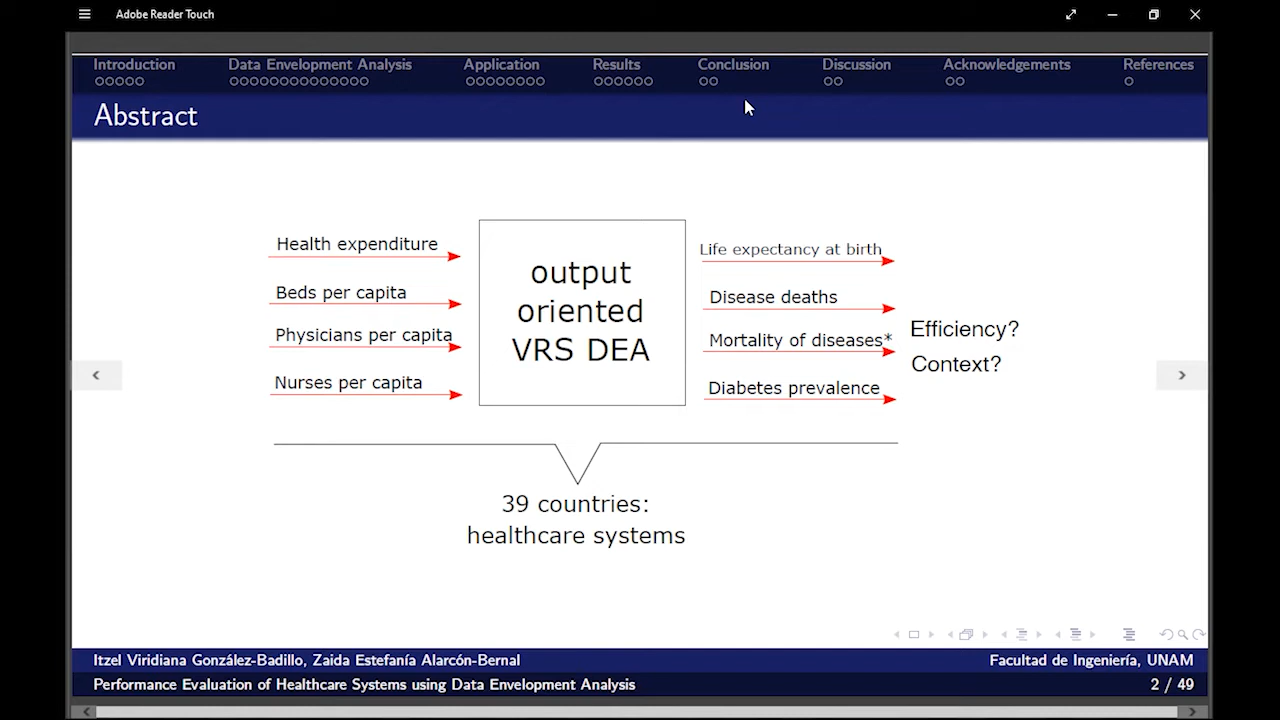 Adobe Reader Touch
Introduction Data Envelopment Analysis Application Results Conclusion Discussion Acknowledgements References
Abstract
Health expenditure
Beds per capita
Physicians per capita
Nurses per capita
output
oriented
VRS DEA
Life expectancy at birth
Disease deaths
Mortality of diseases*
Diabetes prevalence
Efficiency?
Context?
39 countries:
healthcare systems
Itzel Viridiana González-Badillo, Zaida Estefanía Alarcón-Bernal Facultad de Ingeniería, UNAM
Performance Evaluation of Healthcare Systems using Data Envelopment Analysis 2 / 49